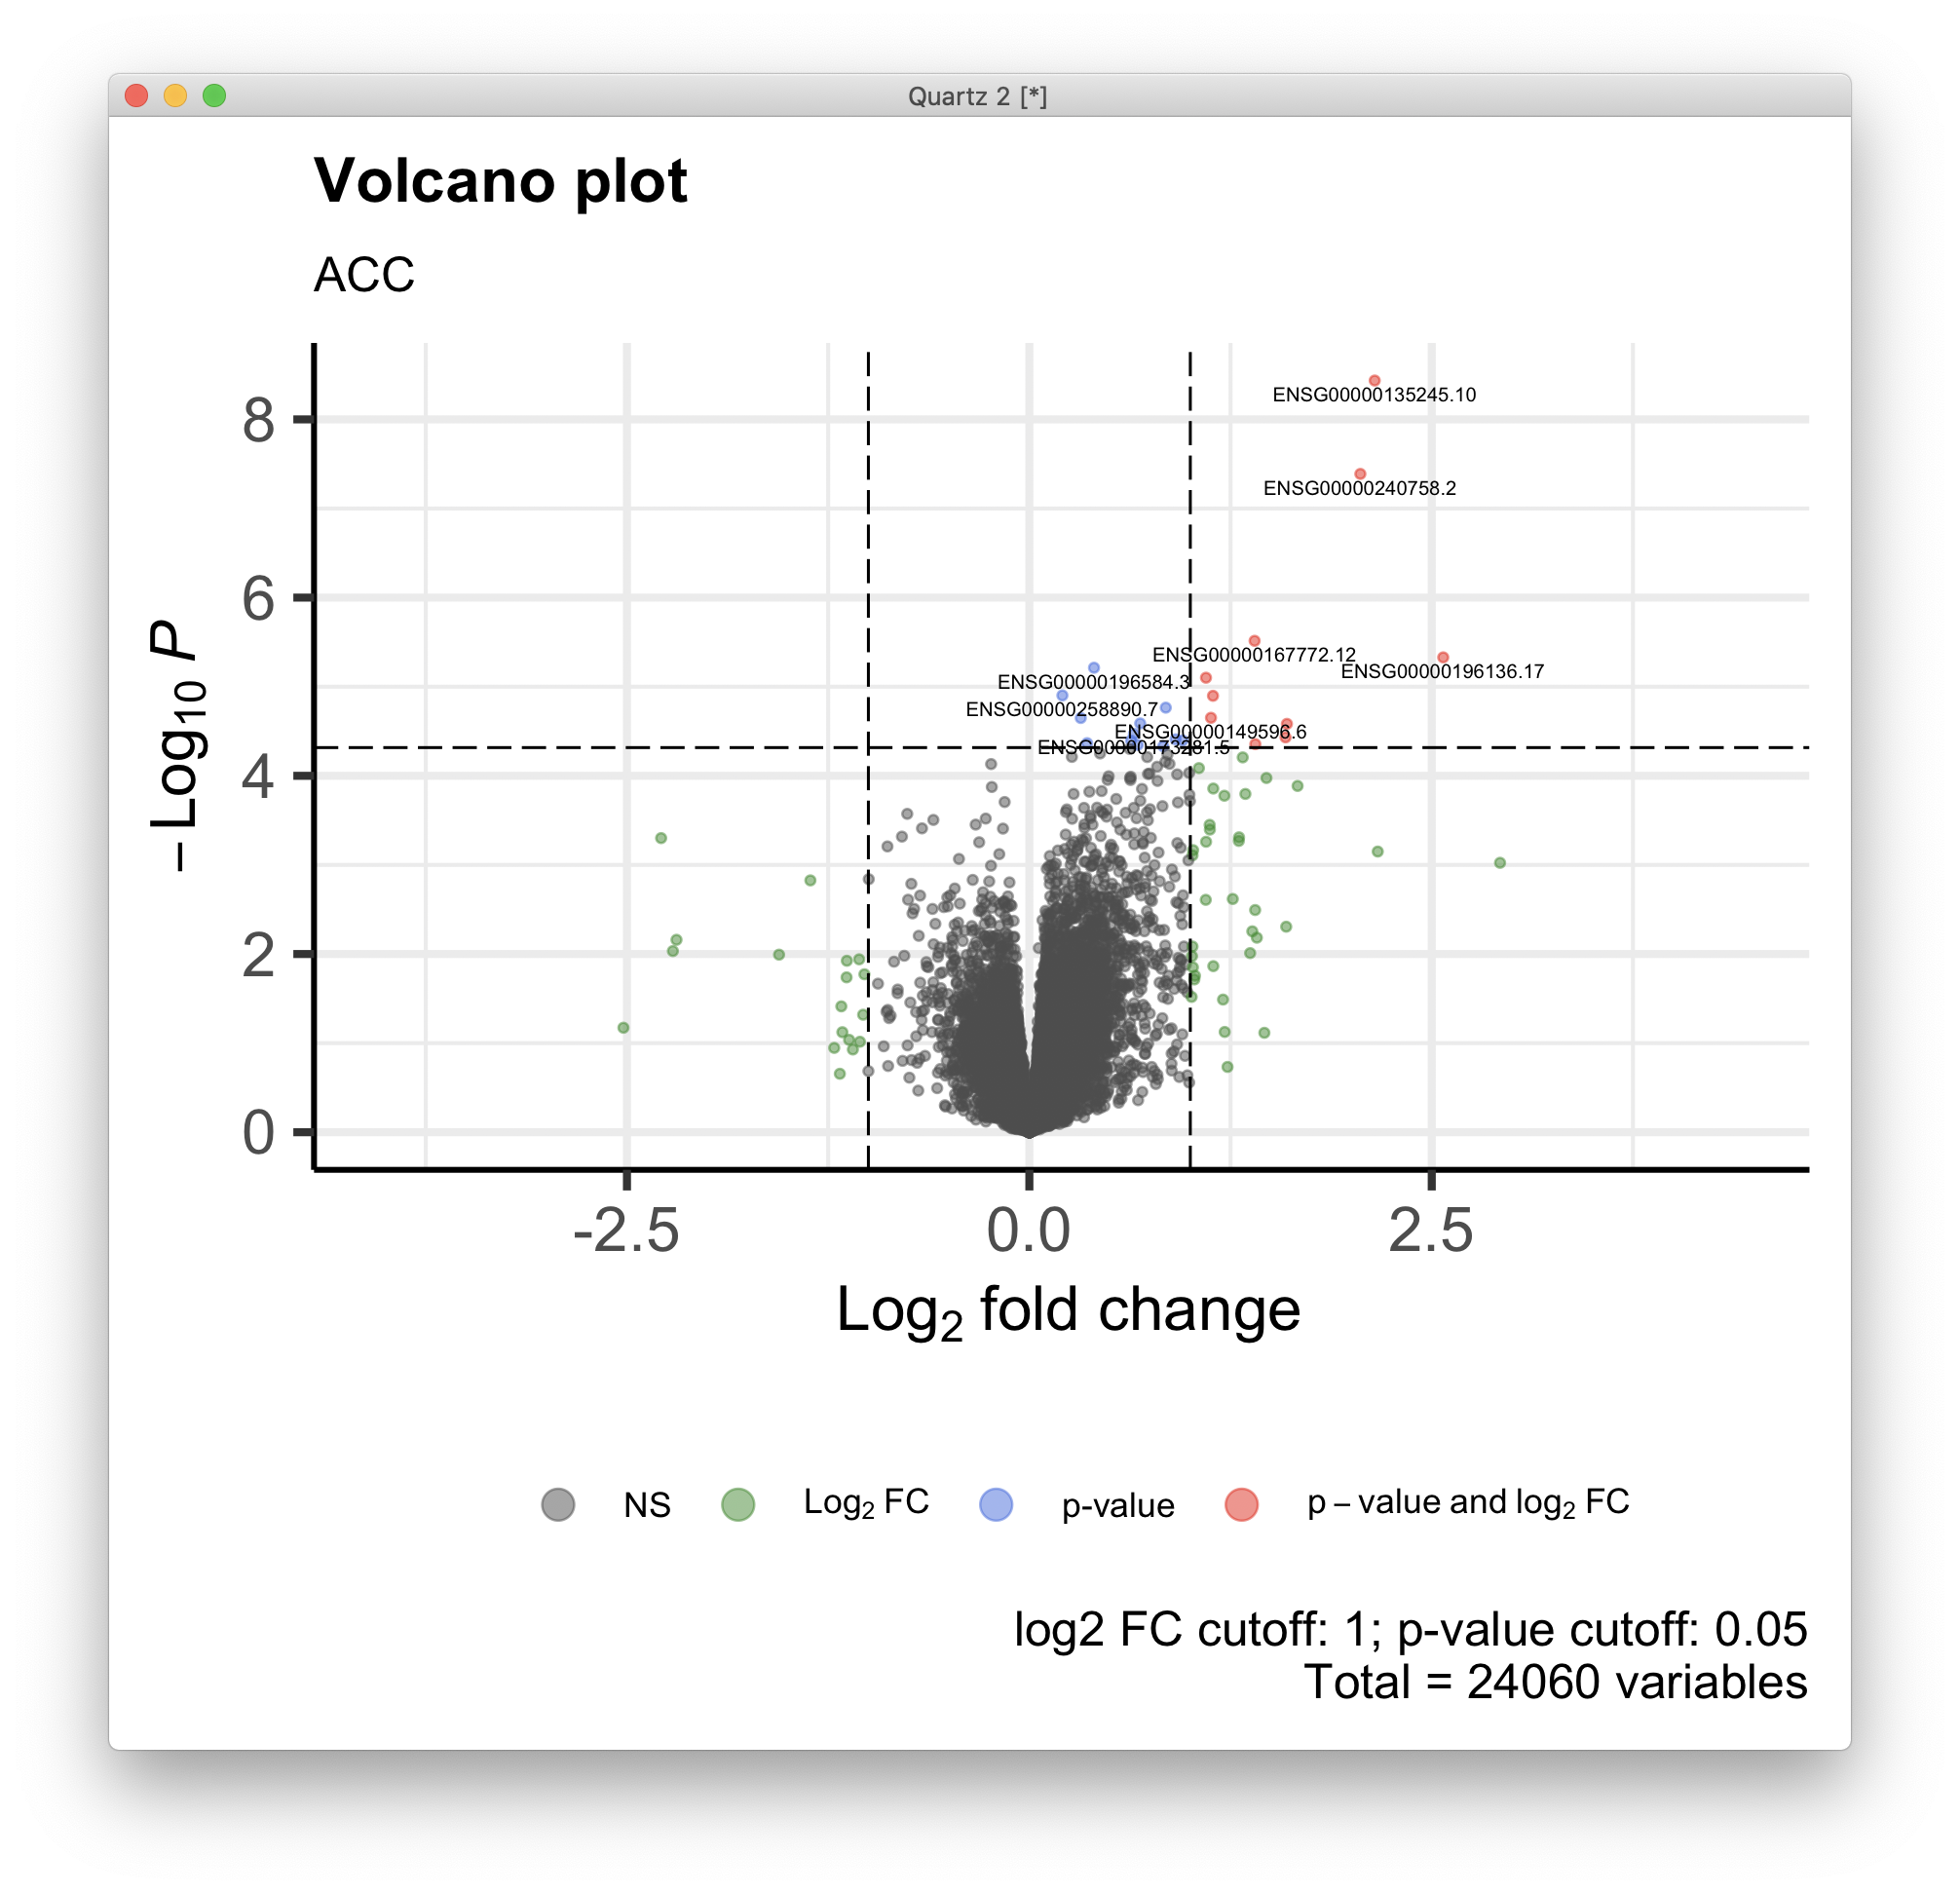 Quartz 2 [*]
Volcano plot
ACC
8
6
4
2
0
– Log10 P
ENSG00000135245.10
ENSG00000240758.2
ENSG00000167772.12
ENSG00000196136.17
ENSG00000196584.3
ENSG00000258890.7
ENSG00000149596.6
ENSG00000173281.5
-2.5 0.0 2.5
Log2 fold change
NS Log2 FC p-value p – value and log2 FC
log2 FC cutoff: 1; p-value cutoff: 0.05
Total = 24060 variables